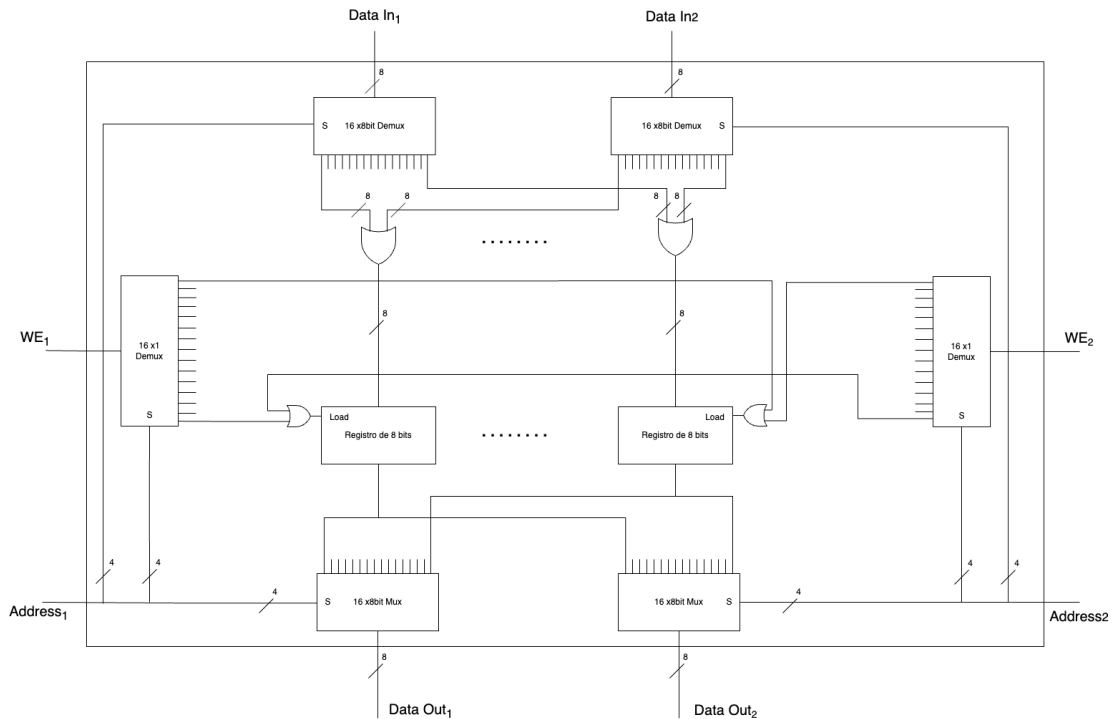 Data In1
Data In2
8
8
S
16 x8bit Demux
16 x8bit Demux
S
8
8
8
8
WE1
16 x1
Demux
S
8
8
16 x1
Demux
S
WE2
Load
Registro de 8 bits
Load
Registro de 8 bits
4
4
4
4
Address1
4
S
16 x8bit Mux
16 x8bit Mux
S
4
Address2
8
8
Data Out1
Data Out2